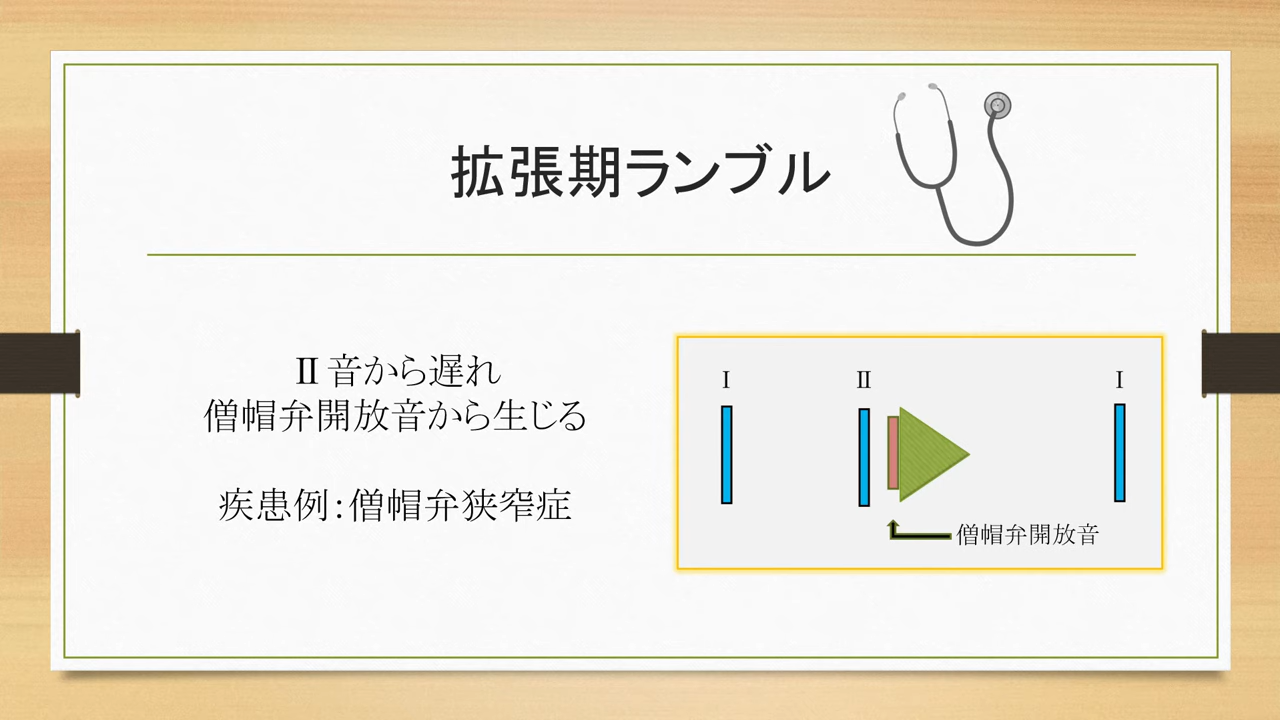 拡張期ランブル
Ⅱ音から遅れ
僧帽弁開放音から生じる
疾患例：僧帽弁狭窄症
Ⅰ Ⅱ Ⅰ
僧帽弁開放音